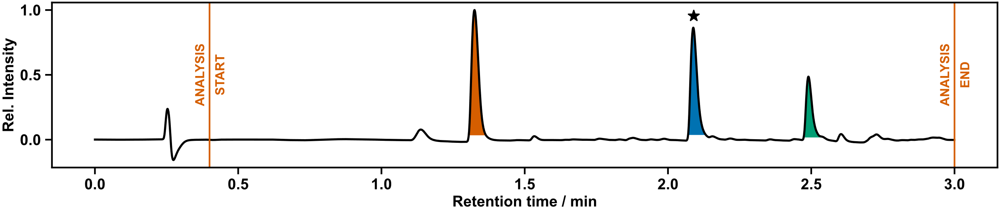 Rel. Intensity
1.0
0.5
0.0
ANALYSIS
START
ANALYSIS
END
0.0 0.5 1.0 1.5 2.0 2.5 3.0
Retention time / min